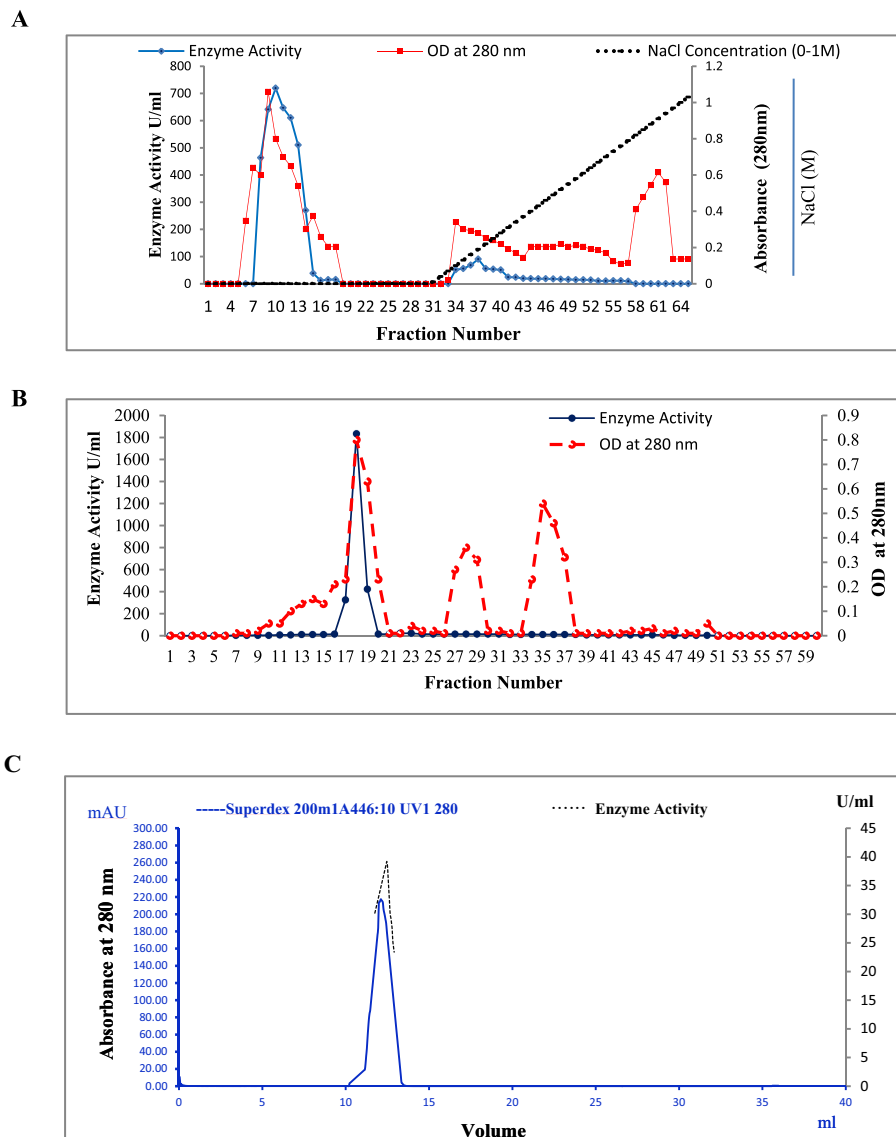 A
Enzyme Activity
OD at 280 nm
NaCl Concentration (0-1M)
Enzyme Activity U/ml
800
700
600
500
400
300
200
100
0
1 4 7 10 13 16 19 22 25 28 31 34 37 40 43 46 49 52 55 58 61 64
Fraction Number
1.2
1
0.8
0.6
0.4
0.2
0
Absorbance (280nm)
NaCl (M)
B
Enzyme Activity
OD at 280 nm
Enzyme Activity U/ml
2000
1800
1600
1400
1200
1000
800
600
400
200
0
1 3 5 7 9 11 13 15 17 19 21 23 25 27 29 31 33 35 37 39 41 43 45 47 49 51 53 55 57 59
Fraction Number
0.9
0.8
0.7
0.6
0.5
0.4
0.3
0.2
0.1
0
OD at 280nm
C
mAU
-----Superdex 200m1A446:10 UV1 280
Enzyme Activity
U/ml
Absorbance at 280 nm
300.00
280.00
260.00
240.00
220.00
200.00
180.00
160.00
140.00
120.00
100.00
80.00
60.00
40.00
20.00
0.00
0 5 10 15 20 25 30 35 40
Volume
ml
45
40
35
30
25
20
15
10
5
0